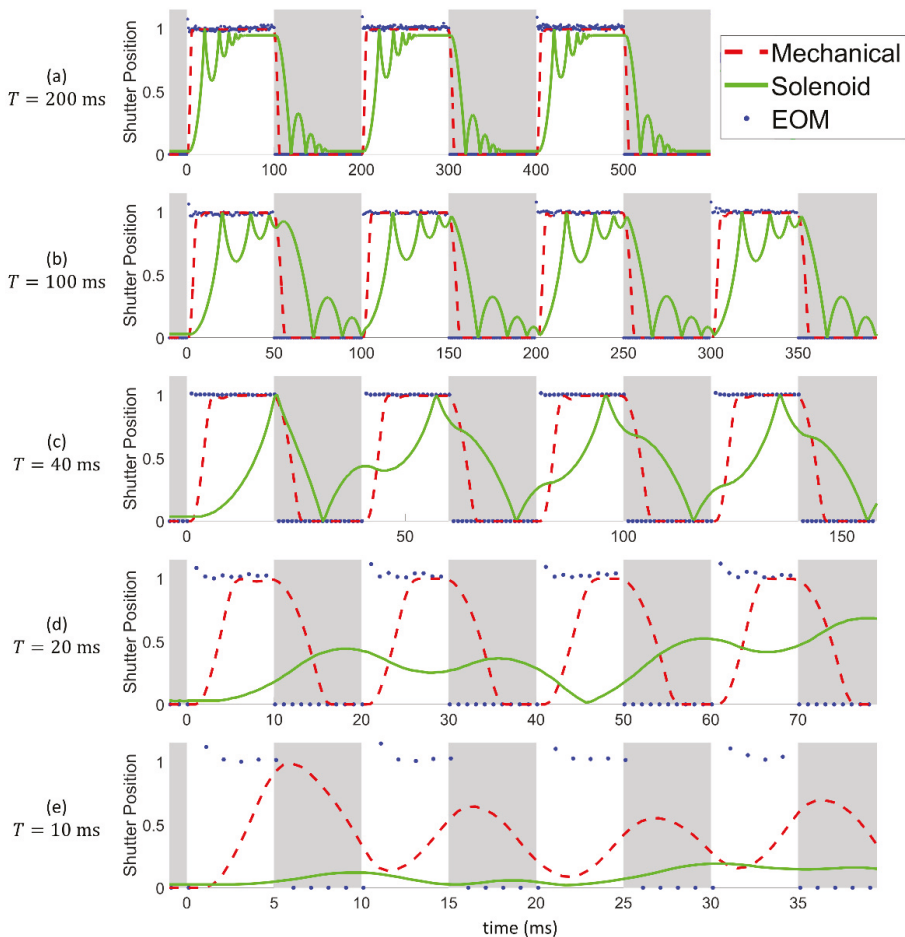 (a)
T = 200 ms
Shutter Position
1
0.5
0
0 100 200 300 400 500
Mechanical
Solenoid
EOM
(b)
T = 100 ms
Shutter Position
1
0.5
0
0 50 100 150 200 250 300 350
(c)
T = 40 ms
Shutter Position
1
0.5
0
0 50 100 150
(d)
T = 20 ms
Shutter Position
1
0.5
0
0 10 20 30 40 50 60 70
(e)
T = 10 ms
Shutter Position
1
0.5
0
0 5 10 15 20 25 30 35
time (ms)